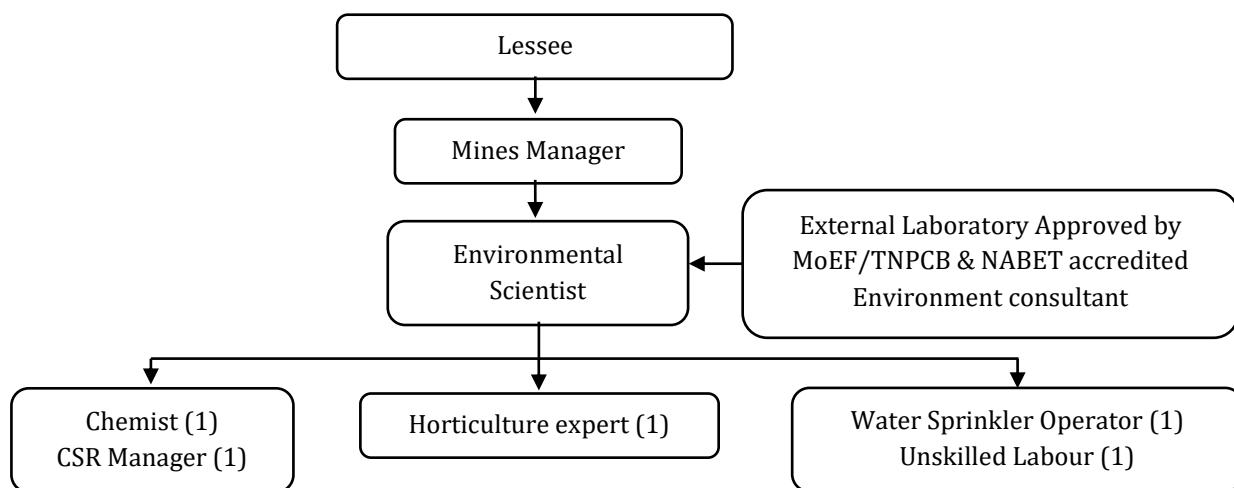 Lessee
Mines Manager
Environmental
Scientist
External Laboratory Approved by
MoEF/TNPCB & NABET accredited
Environment consultant
Chemist (1)
CSR Manager (1)
Horticulture expert (1)
Water Sprinkler Operator (1)
Unskilled Labour (1)